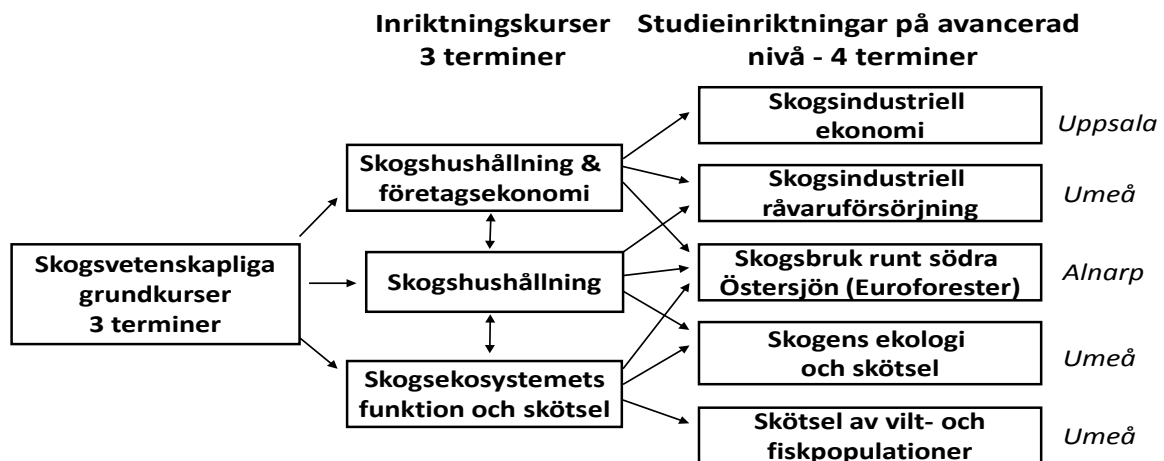 Inriktningskurser
3 terminer
Studieinriktningar på avancerad
nivå - 4 terminer
Skogsvetenskapliga
grundkurser
3 terminer
Skogshushållning &
företagsekonomi
Skogshushållning
Skogsekosystemets
funktion och skötsel
Skogsindustriell
ekonomi
Uppsala
Skogsindustriell
råvaruförsörjning
Umeå
Skogsbruk runt södra
Östersjön (Euroforester)
Alnarp
Skogens ekologi
och skötsel
Umeå
Skötsel av vilt- och
fiskpopulationer
Umeå